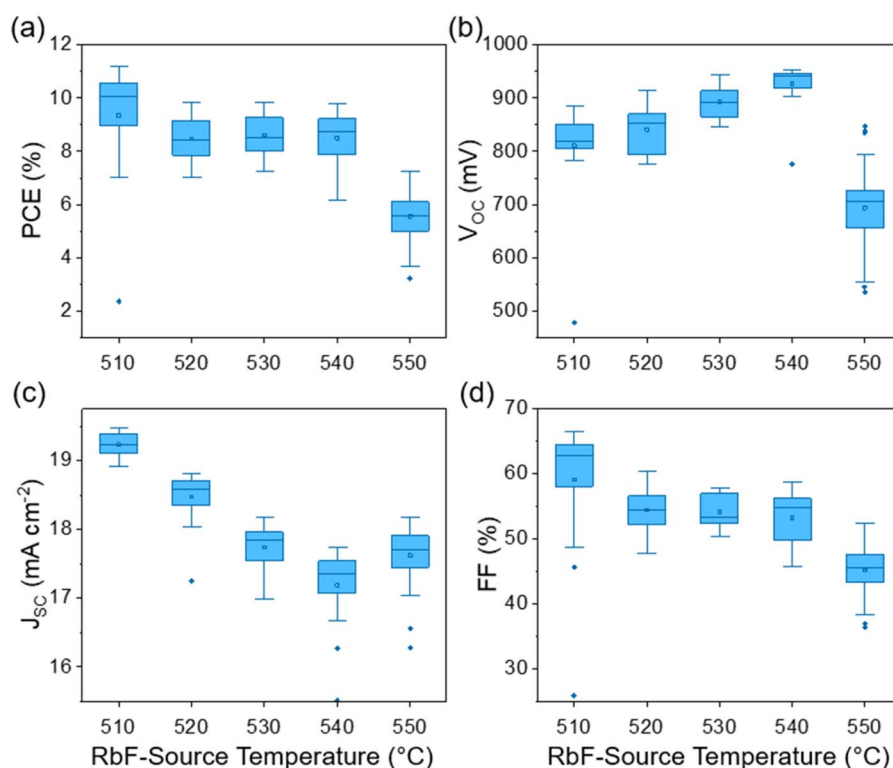 (a)
12
10
8
6
4
2
PCE (%)
510 520 530 540 550
(b)
1000
900
800
700
600
500
V_OC (mV)
510 520 530 540 550
(c)
19
18
17
16
J_SC (mA cm⁻²)
510 520 530 540 550
RbF-Source Temperature (°C)
(d)
70
60
50
40
30
FF (%)
510 520 530 540 550
RbF-Source Temperature (°C)